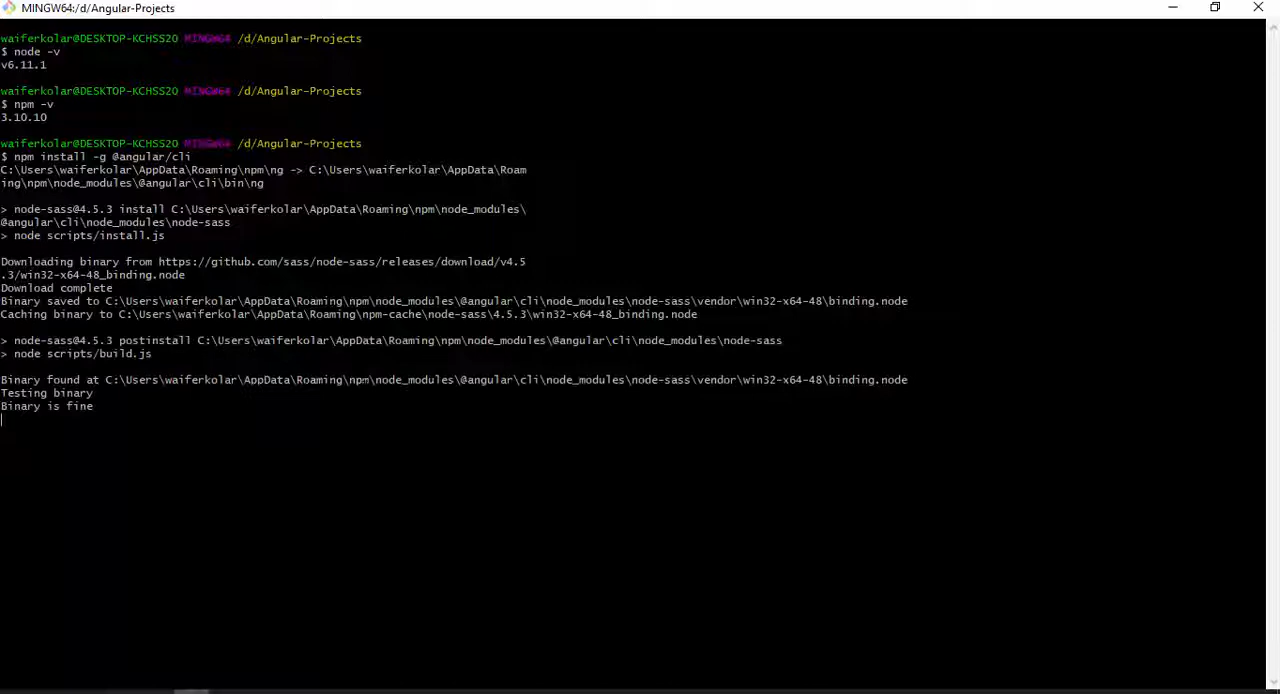 MINGW64:/d/Angular-Projects
waiferkolar@DESKTOP-KCHSS2O MINGW64 /d/Angular-Projects
$ node -v
v6.11.1
waiferkolar@DESKTOP-KCHSS2O MINGW64 /d/Angular-Projects
$ npm -v
3.10.10
waiferkolar@DESKTOP-KCHSS2O MINGW64 /d/Angular-Projects
$ npm install -g @angular/cli
C:\Users\waiferkolar\AppData\Roaming\npm\ng -> C:\Users\waiferkolar\AppData\Roam
ing\npm\node_modules\@angular\cli\bin\ng
> node-sass@4.5.3 install C:\Users\waiferkolar\AppData\Roaming\npm\node_modules\
@angular\cli\node_modules\node-sass
> node scripts/install.js
Downloading binary from https://github.com/sass/node-sass/releases/download/v4.5
.3/win32-x64-48_binding.node
Download complete
Binary saved to C:\Users\waiferkolar\AppData\Roaming\npm\node_modules\@angular\cli\node_modules\node-sass\vendor\win32-x64-48\binding.node
Caching binary to C:\Users\waiferkolar\AppData\Roaming\npm-cache\node-sass\4.5.3\win32-x64-48_binding.node
> node-sass@4.5.3 postinstall C:\Users\waiferkolar\AppData\Roaming\npm\node_modules\@angular\cli\node_modules\node-sass
> node scripts/build.js
Binary found at C:\Users\waiferkolar\AppData\Roaming\npm\node_modules\@angular\cli\node_modules\node-sass\vendor\win32-x64-48\binding.node
Testing binary
Binary is fine